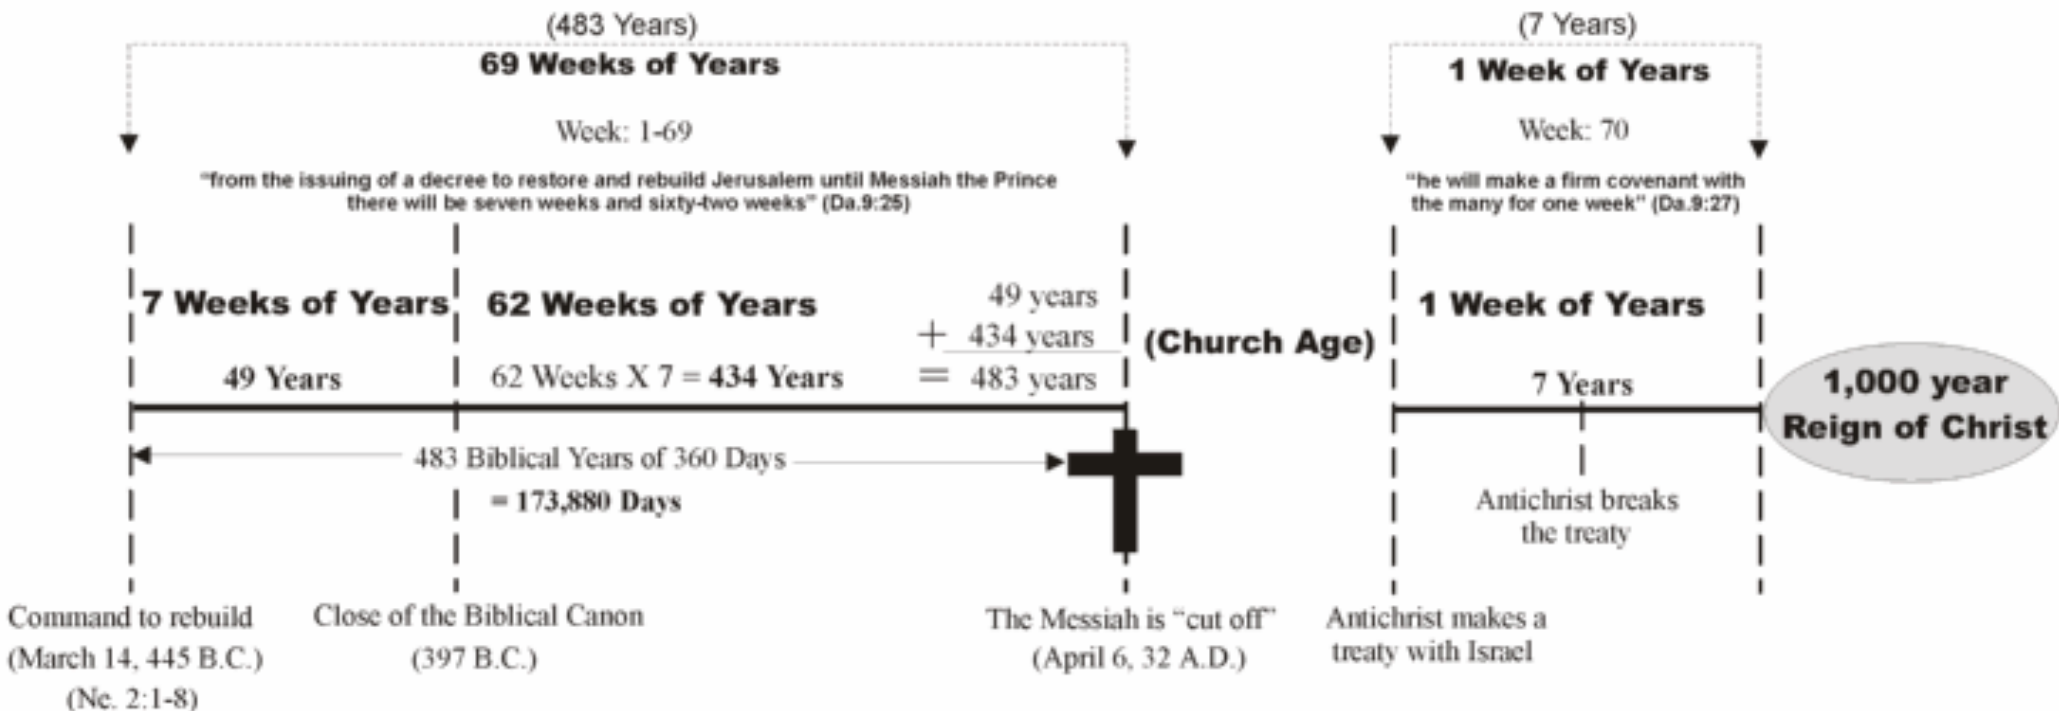 (483 Years)
69 Weeks of Years
Week: 1-69
"from the issuing of a decree to restore and rebuild Jerusalem until Messiah the Prince
there will be seven weeks and sixty-two weeks" (Da.9:25)
(7 Years)
1 Week of Years
Week: 70
"he will make a firm covenant with
the many for one week" (Da.9:27)
7 Weeks of Years
49 Years
62 Weeks of Years
62 Weeks X 7 = 434 Years
49 years
+ 434 years
= 483 years
(Church Age)
1 Week of Years
7 Years
1,000 year
Reign of Christ
483 Biblical Years of 360 Days
= 173,880 Days
Antichrist breaks
the treaty
Command to rebuild
(March 14, 445 B.C.)
(Ne. 2:1-8)
Close of the Biblical Canon
(397 B.C.)
The Messiah is "cut off"
(April 6, 32 A.D.)
Antichrist makes a
treaty with Israel